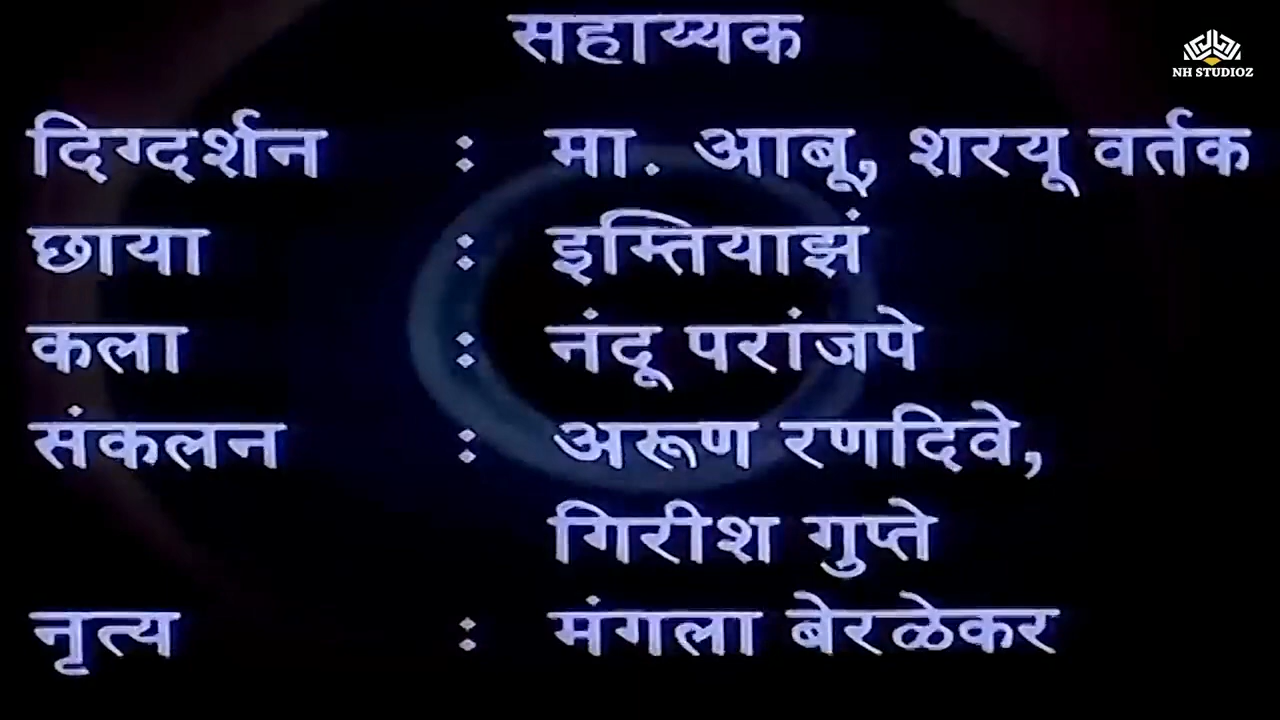 सहाय्यक
NH STUDIOZ
दिग्दर्शन : मा. आबू, शरयू वर्तक
छाया : इम्तियाझं
कला : नंदू परांजपे
संकलन : अरूण रणदिवे,
गिरीश गुप्ते
नृत्य : मंगला बेरळेकर